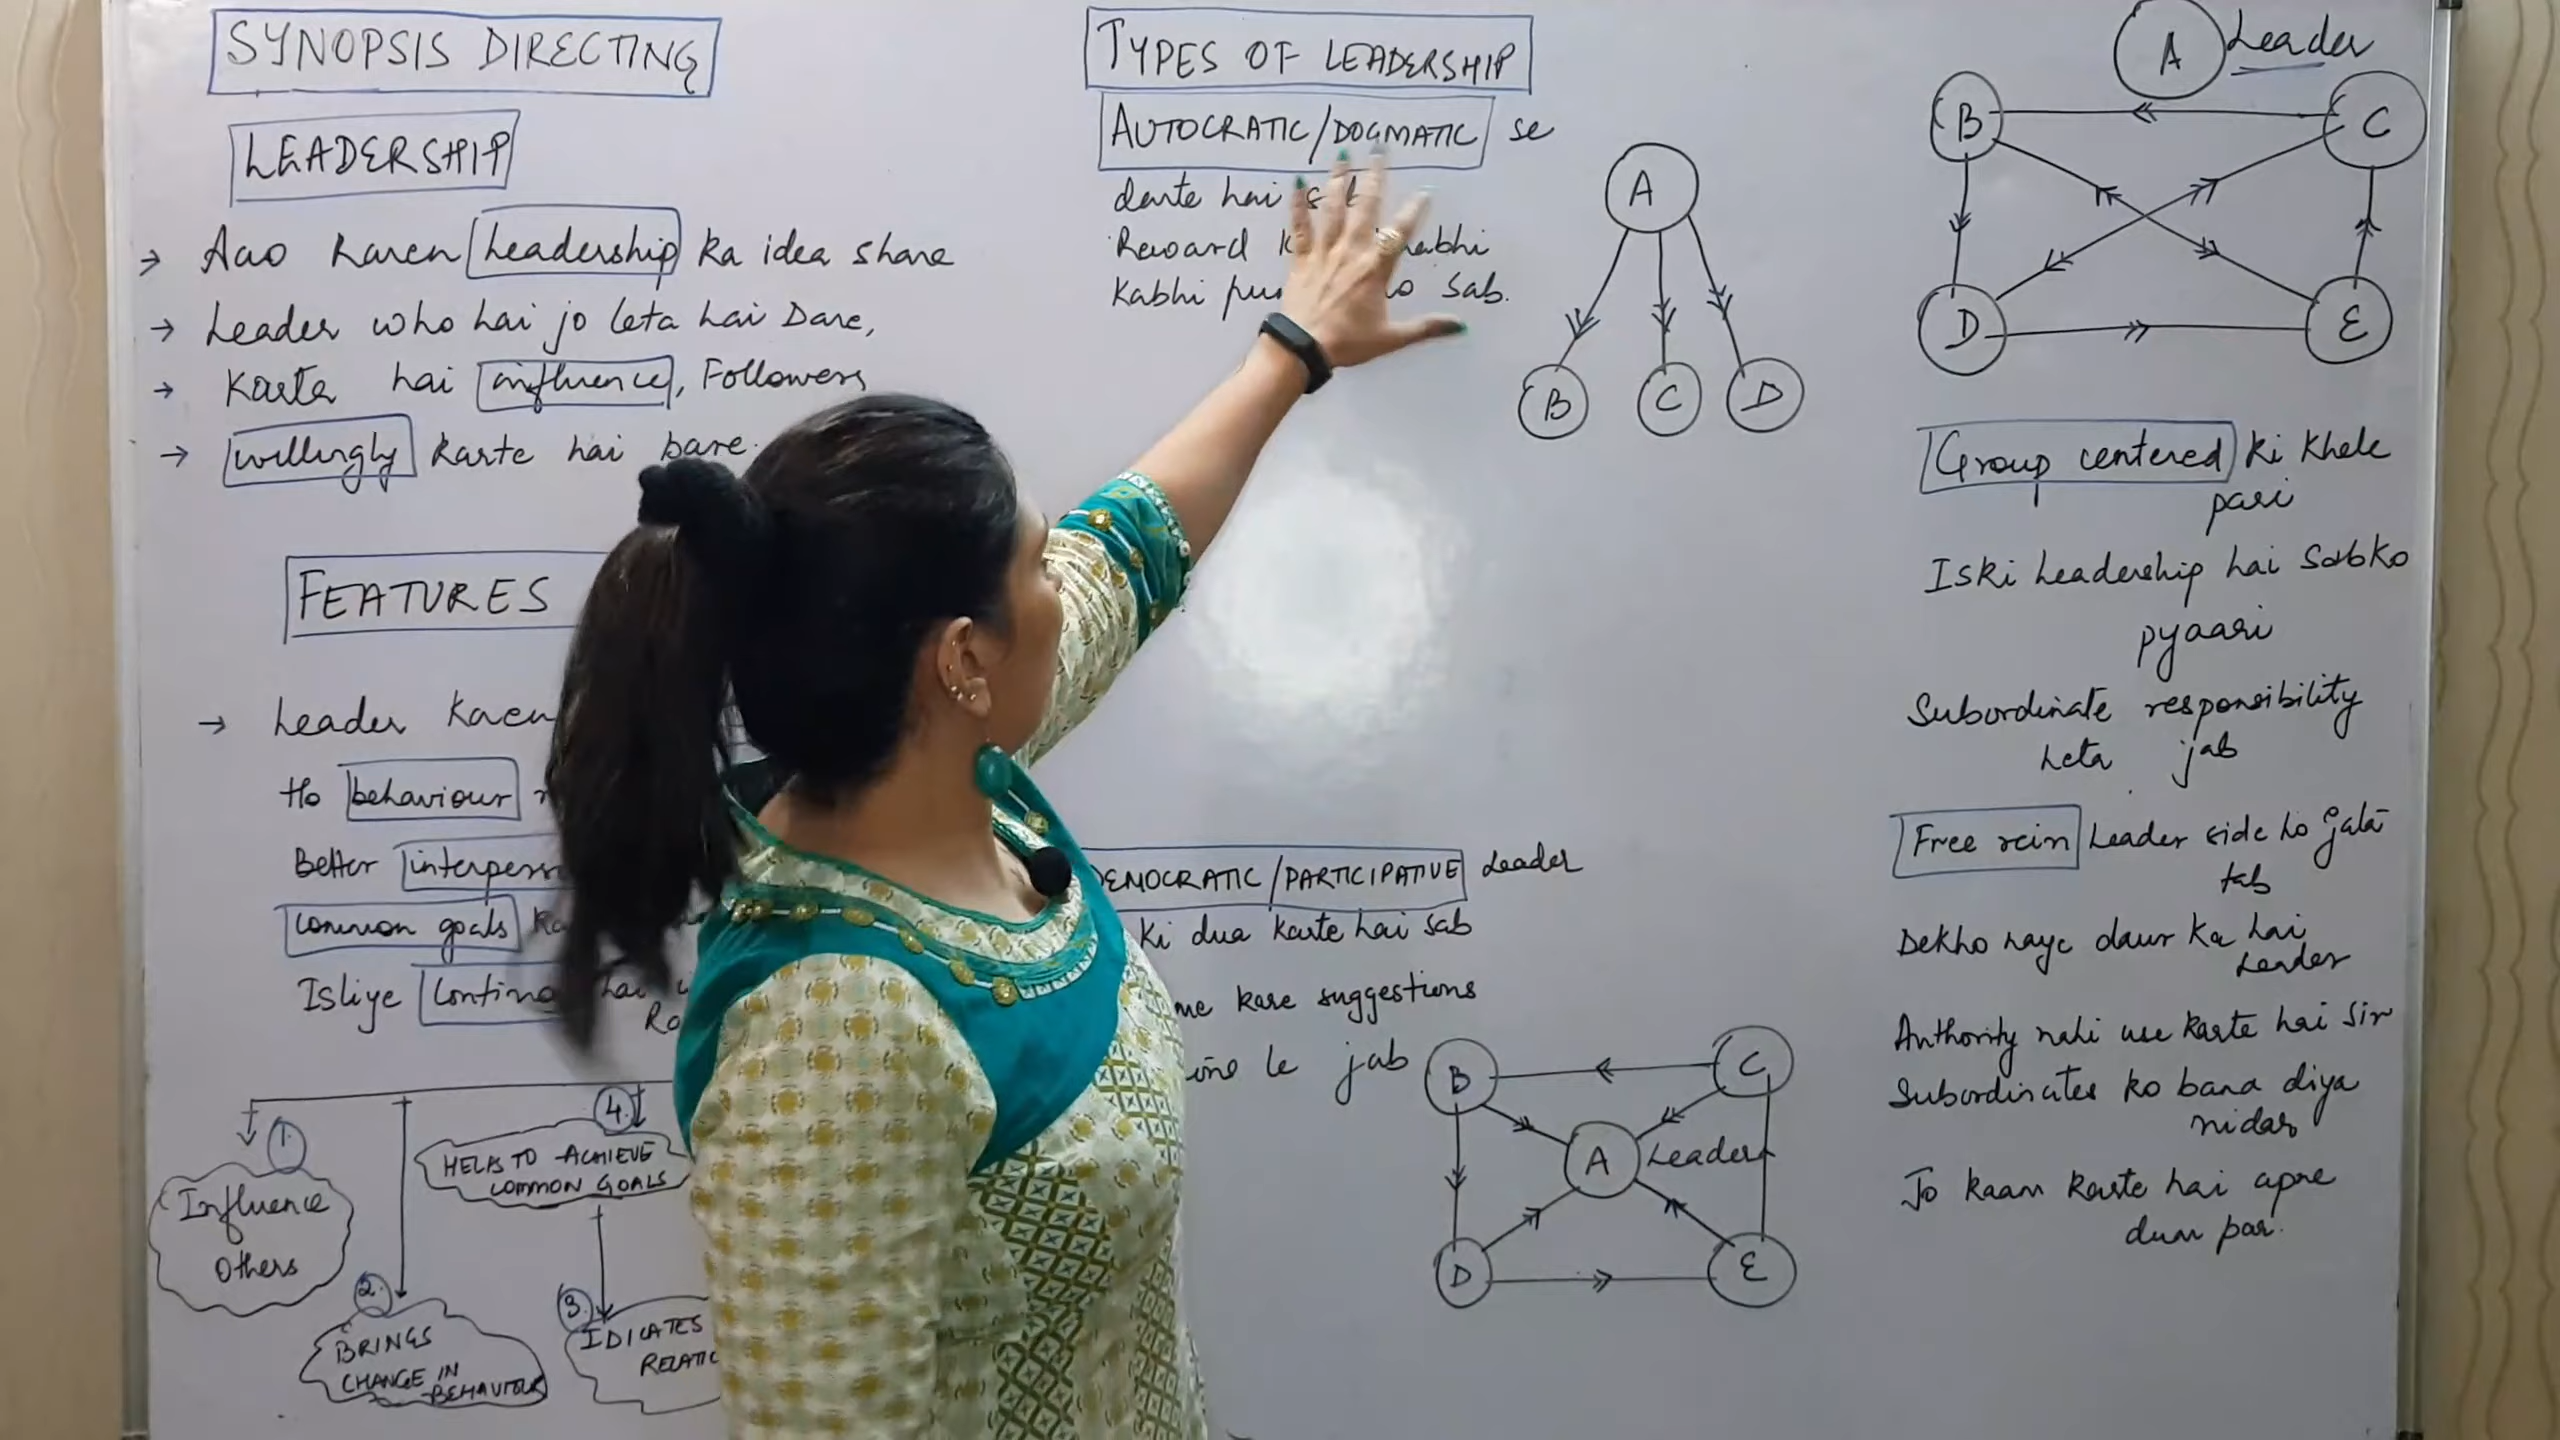 SYNOPSIS DIRECTING
LEADERSHIP
→ Aao Karen Leadership Ka idea share
→ Leader who hai jo leta hai Dare,
→ Karta hai influence, Followers
→ willingly Karte hai bare.
FEATURES
→ Leader
Ho behaviour
Better
common goals
Isliye hai
1.
Influence
Others
2.
BRINGS
CHANGE IN
BEHAVIOUR
4.
HELPS TO ACHIEVE
COMMON GOALS
3.
IDICATES
TYPES OF LEADERSHIP
AUTOCRATIC/DOGMATIC se
darte hai
Reward
Kabhi sab.
A
B C D
DEMOCRATIC/PARTICIPATIVE Leader
Ki dua Karte hai sab
me kare suggestions
le jab
B C
A Leader
D E
A Leader
B C
D E
Group centered Ki Khele
pari
Iski Leadership hai Sabko
pyaari
Subordinate responsibility
Leta jab
Free rein Leader side ho jata
tab
Dekho naye daur Ka hai
Leader
Authority nahi use Karte hai sir
Subordinates ko bana diya
nidar
Jo kaam Karte hai apne
dum par.